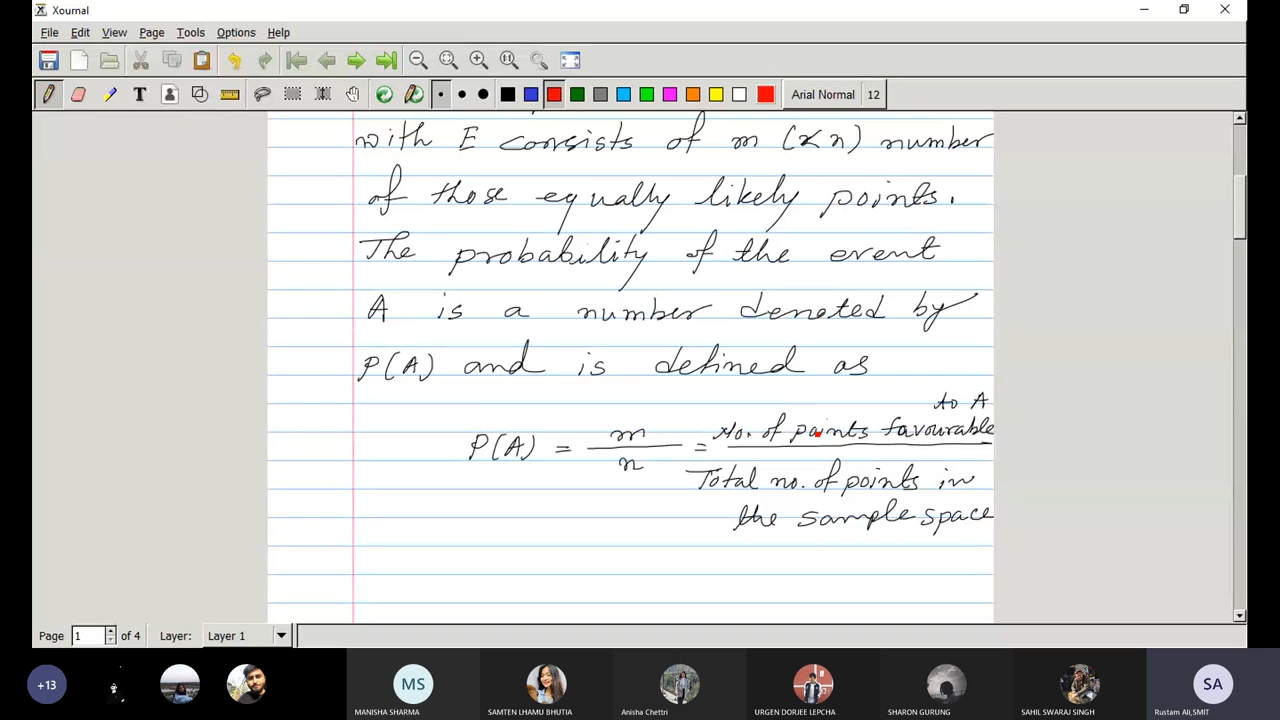 Xournal
File Edit View Page Tools Options Help
Arial Normal 12
with E consists of m (≤ n) number
of those equally likely points.
The probability of the event
A is a number denoted by
P(A) and is defined as
to A
P(A) = m/n = No. of points favourable
Total no. of points in
the sample space
Page 1 of 4 Layer: Layer 1
+13 MS SA
MANISHA SHARMA SAMTEN LHAMU BHUTIA Anisha Chettri URGEN DORJEE LEPCHA SHARON GURUNG SAHIL SWARAJ SINGH Rustam Ali,SMIT